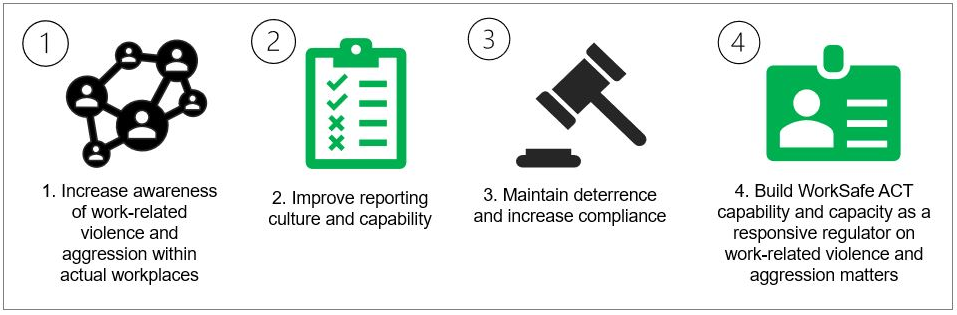 1
1. Increase awareness
of work-related
violence and
aggression within
actual workplaces
2
2. Improve reporting
culture and capability
3
3. Maintain deterrence
and increase compliance
4
4. Build WorkSafe ACT
capability and capacity as a
responsive regulator on
work-related violence and
aggression matters